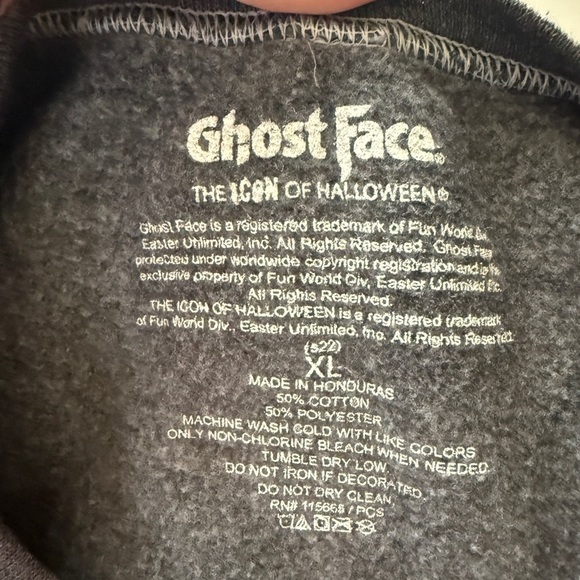 Ghost Face®
THE ICON OF HALLOWEEN®
Ghost Face is a registered trademark of Fun World Div.,
Easter Unlimited, Inc. All Rights Reserved. Ghost Face
protected under worldwide copyright registration and is the
exclusive property of Fun World Div, Easter Unlimited Inc.
All Rights Reserved.
THE ICON OF HALLOWEEN is a registered trademark
of Fun World Div., Easter Unlimited, Inc. All Rights Reserved.
(s22)
XL
MADE IN HONDURAS
50% COTTON
50% POLYESTER
MACHINE WASH COLD WITH LIKE COLORS
ONLY NON-CHLORINE BLEACH WHEN NEEDED.
TUMBLE DRY LOW.
DO NOT IRON IF DECORATED.
DO NOT DRY CLEAN
RN# / PCS